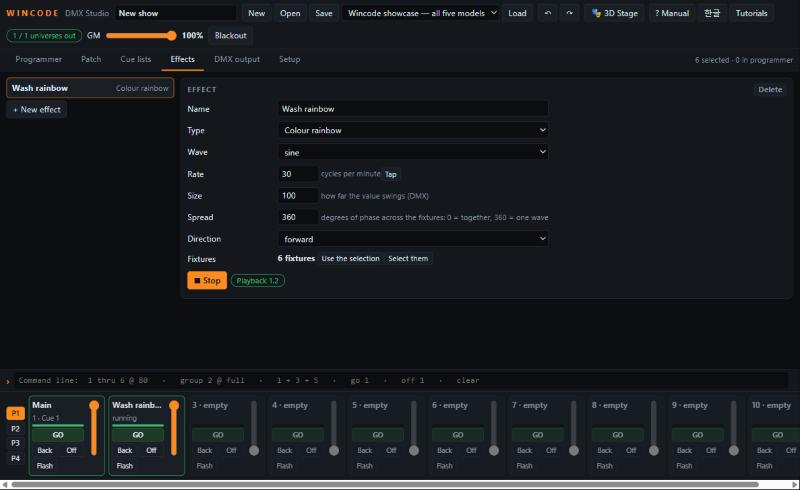 WINCODE DMX Studio New show New Open Save Wincode showcase — all five models Load ↶ ↷ 3D Stage ? Manual 한글 Tutorials
1 / 1 universes out GM 100% Blackout
Programmer Patch Cue lists Effects DMX output Setup 6 selected · 0 in programmer
Wash rainbow Colour rainbow
+ New effect
EFFECT Delete
Name Wash rainbow
Type Colour rainbow
Wave sine
Rate 30 cycles per minute Tap
Size 100 how far the value swings (DMX)
Spread 360 degrees of phase across the fixtures: 0 = together, 360 = one wave
Direction forward
Fixtures 6 fixtures Use the selection Select them
■ Stop Playback 1.2
› Command line: 1 thru 6 @ 80 · group 2 @ full · 1 + 3 + 5 · go 1 · off 1 · clear
P1 P2 P3 P4
Main
1 · Cue 1
GO
Back Off
Flash
Wash rainb...
running
GO
Back Off
Flash
3 · empty
GO
Back Off
Flash
4 · empty
GO
Back Off
Flash
5 · empty
GO
Back Off
Flash
6 · empty
GO
Back Off
Flash
7 · empty
GO
Back Off
Flash
8 · empty
GO
Back Off
Flash
9 · empty
GO
Back Off
Flash
10 · empty
GO
Back Off
Flash